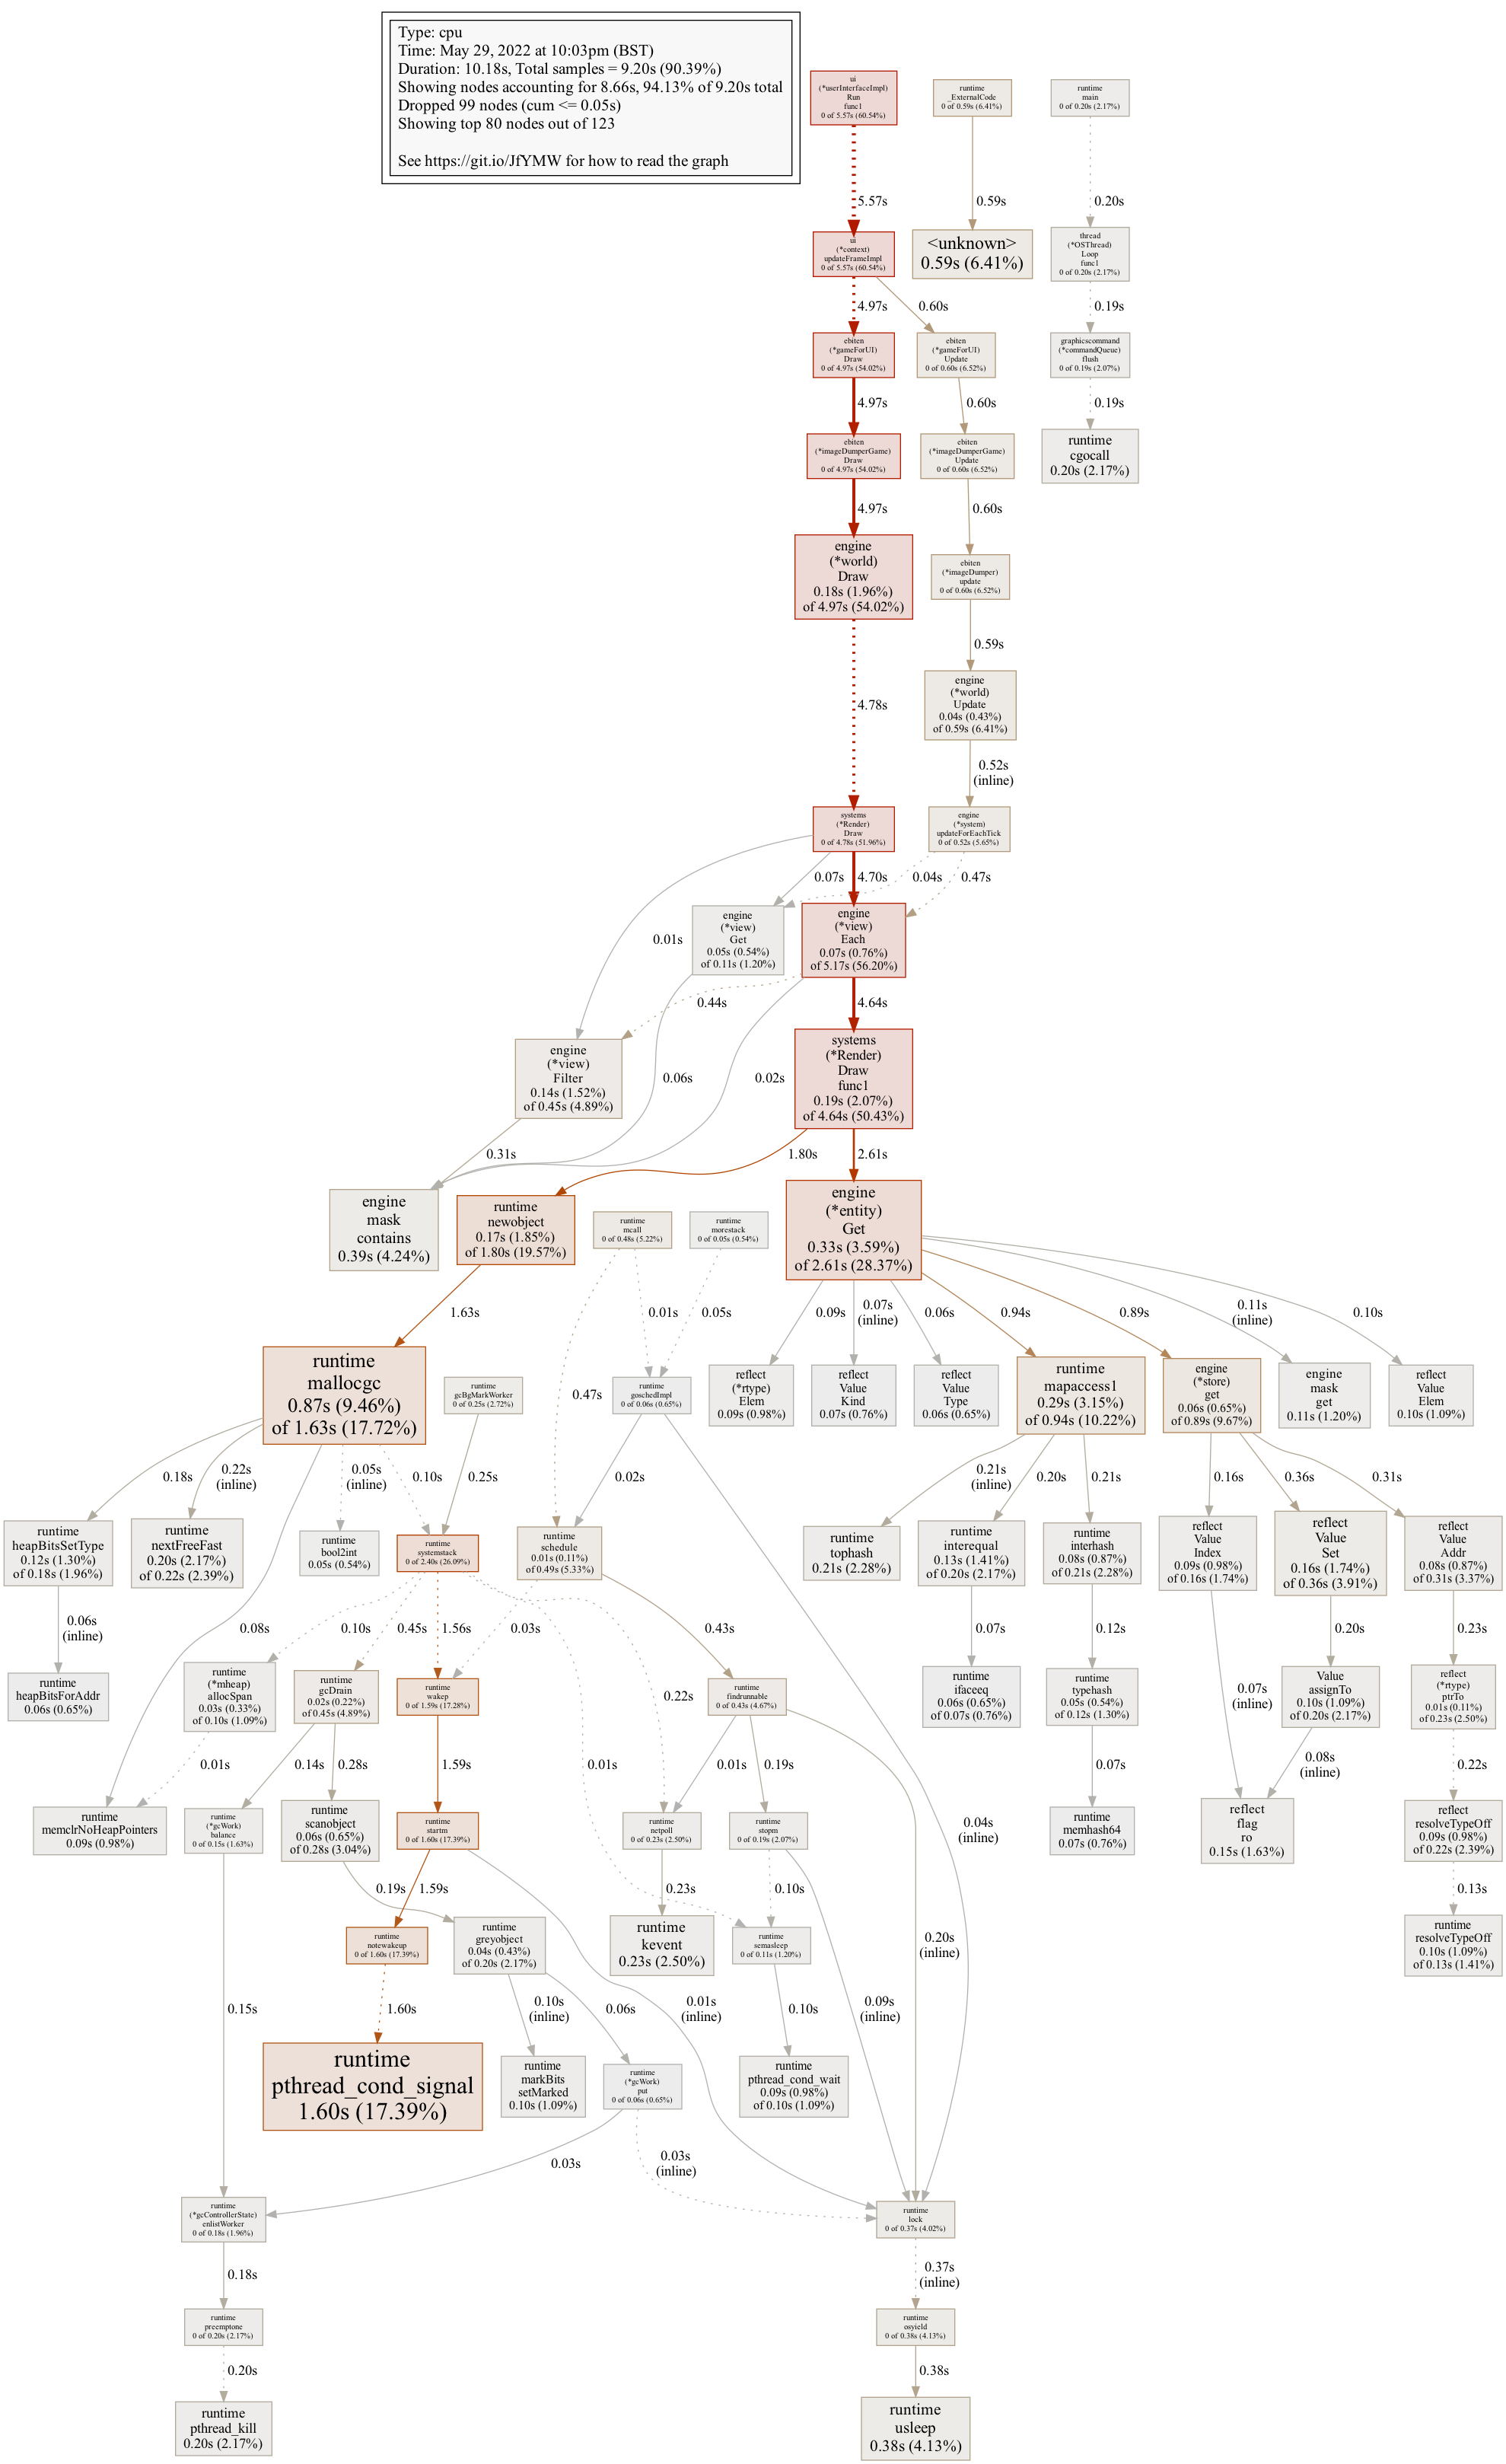 Type: cpu
Time: May 29, 2022 at 10:03pm (BST)
Duration: 10.18s, Total samples = 9.20s (90.39%)
Showing nodes accounting for 8.66s, 94.13% of 9.20s total
Dropped 99 nodes (cum <= 0.05s)
Showing top 80 nodes out of 123
See https://git.io/JfYMW for how to read the graph
ui
(*userInterfaceImpl)
Run
func1
0 of 5.57s (60.54%)
runtime
_ExternalCode
0 of 0.59s (6.41%)
runtime
main
0 of 0.20s (2.17%)
5.57s
0.59s
0.20s
ui
(*context)
updateFrameImpl
0 of 5.57s (60.54%)
<unknown>
0.59s (6.41%)
thread
(*OSThread)
Loop
func1
0 of 0.20s (2.17%)
4.97s
0.60s
0.19s
ebiten
(*gameForUI)
Draw
0 of 4.97s (54.02%)
ebiten
(*gameForUI)
Update
0 of 0.60s (6.52%)
graphicscommand
(*commandQueue)
flush
0 of 0.19s (2.07%)
4.97s
0.60s
0.19s
ebiten
(*imageDumperGame)
Draw
0 of 4.97s (54.02%)
ebiten
(*imageDumperGame)
Update
0 of 0.60s (6.52%)
runtime
cgocall
0.20s (2.17%)
4.97s
0.60s
engine
(*world)
Draw
0.18s (1.96%)
of 4.97s (54.02%)
ebiten
(*imageDumper)
update
0 of 0.60s (6.52%)
0.59s
4.78s
engine
(*world)
Update
0.04s (0.43%)
of 0.59s (6.41%)
0.52s
(inline)
systems
(*Render)
Draw
0 of 4.78s (51.96%)
engine
(*system)
updateForEachTick
0 of 0.52s (5.65%)
0.07s
4.70s
0.04s
0.47s
0.01s
engine
(*view)
Get
0.05s (0.54%)
of 0.11s (1.20%)
engine
(*view)
Each
0.07s (0.76%)
of 5.17s (56.20%)
0.44s
4.64s
engine
(*view)
Filter
0.14s (1.52%)
of 0.45s (4.89%)
0.06s
0.02s
systems
(*Render)
Draw
func1
0.19s (2.07%)
of 4.64s (50.43%)
0.31s
1.80s
2.61s
engine
mask
contains
0.39s (4.24%)
runtime
newobject
0.17s (1.85%)
of 1.80s (19.57%)
runtime
mcall
0 of 0.48s (5.22%)
runtime
morestack
0 of 0.05s (0.54%)
engine
(*entity)
Get
0.33s (3.59%)
of 2.61s (28.37%)
1.63s
0.01s
0.05s
0.09s
0.07s
(inline)
0.06s
0.94s
0.89s
0.11s
(inline)
0.10s
runtime
mallocgc
0.87s (9.46%)
of 1.63s (17.72%)
runtime
gcBgMarkWorker
0 of 0.25s (2.72%)
0.47s
runtime
goschedImpl
0 of 0.06s (0.65%)
reflect
(*rtype)
Elem
0.09s (0.98%)
reflect
Value
Kind
0.07s (0.76%)
reflect
Value
Type
0.06s (0.65%)
runtime
mapaccess1
0.29s (3.15%)
of 0.94s (10.22%)
engine
(*store)
get
0.06s (0.65%)
of 0.89s (9.67%)
engine
mask
get
0.11s (1.20%)
reflect
Value
Elem
0.10s (1.09%)
0.18s
0.22s
(inline)
0.05s
(inline)
0.10s
0.25s
0.02s
0.21s
(inline)
0.20s
0.21s
0.16s
0.36s
0.31s
runtime
heapBitsSetType
0.12s (1.30%)
of 0.18s (1.96%)
runtime
nextFreeFast
0.20s (2.17%)
of 0.22s (2.39%)
runtime
bool2int
0.05s (0.54%)
runtime
systemstack
0 of 2.40s (26.09%)
runtime
schedule
0.01s (0.11%)
of 0.49s (5.33%)
runtime
tophash
0.21s (2.28%)
runtime
interequal
0.13s (1.41%)
of 0.20s (2.17%)
runtime
interhash
0.08s (0.87%)
of 0.21s (2.28%)
reflect
Value
Index
0.09s (0.98%)
of 0.16s (1.74%)
reflect
Value
Set
0.16s (1.74%)
of 0.36s (3.91%)
reflect
Value
Addr
0.08s (0.87%)
of 0.31s (3.37%)
0.06s
(inline)
0.08s
0.10s
0.45s
1.56s
0.03s
0.43s
0.07s
0.12s
0.20s
0.23s
runtime
heapBitsForAddr
0.06s (0.65%)
runtime
(*mheap)
allocSpan
0.03s (0.33%)
of 0.10s (1.09%)
runtime
gcDrain
0.02s (0.22%)
of 0.45s (4.89%)
runtime
wakep
0 of 1.59s (17.28%)
0.22s
runtime
findrunnable
0 of 0.43s (4.67%)
runtime
ifaceeq
0.06s (0.65%)
of 0.07s (0.76%)
runtime
typehash
0.05s (0.54%)
of 0.12s (1.30%)
0.07s
(inline)
Value
assignTo
0.10s (1.09%)
of 0.20s (2.17%)
reflect
(*rtype)
ptrTo
0.01s (0.11%)
of 0.23s (2.50%)
0.01s
0.14s
0.28s
1.59s
0.01s
0.01s
0.19s
0.07s
0.08s
(inline)
0.22s
runtime
memclrNoHeapPointers
0.09s (0.98%)
runtime
(*gcWork)
balance
0 of 0.15s (1.63%)
runtime
scanobject
0.06s (0.65%)
of 0.28s (3.04%)
runtime
startm
0 of 1.60s (17.39%)
runtime
netpoll
0 of 0.23s (2.50%)
runtime
stopm
0 of 0.19s (2.07%)
0.04s
(inline)
runtime
memhash64
0.07s (0.76%)
reflect
flag
ro
0.15s (1.63%)
reflect
resolveTypeOff
0.09s (0.98%)
of 0.22s (2.39%)
0.19s
1.59s
0.23s
0.10s
0.13s
runtime
notewakeup
0 of 1.60s (17.39%)
runtime
greyobject
0.04s (0.43%)
of 0.20s (2.17%)
runtime
kevent
0.23s (2.50%)
runtime
semasleep
0 of 0.11s (1.20%)
0.20s
(inline)
runtime
resolveTypeOff
0.10s (1.09%)
of 0.13s (1.41%)
0.15s
1.60s
0.10s
(inline)
0.06s
0.01s
(inline)
0.10s
0.09s
(inline)
runtime
pthread_cond_signal
1.60s (17.39%)
runtime
markBits
setMarked
0.10s (1.09%)
runtime
(*gcWork)
put
0 of 0.06s (0.65%)
runtime
pthread_cond_wait
0.09s (0.98%)
of 0.10s (1.09%)
0.03s
0.03s
(inline)
runtime
(*gcControllerState)
enlistWorker
0 of 0.18s (1.96%)
runtime
lock
0 of 0.37s (4.02%)
0.18s
0.37s
(inline)
runtime
preemptone
0 of 0.20s (2.17%)
runtime
osyield
0 of 0.38s (4.13%)
0.20s
0.38s
runtime
pthread_kill
0.20s (2.17%)
runtime
usleep
0.38s (4.13%)